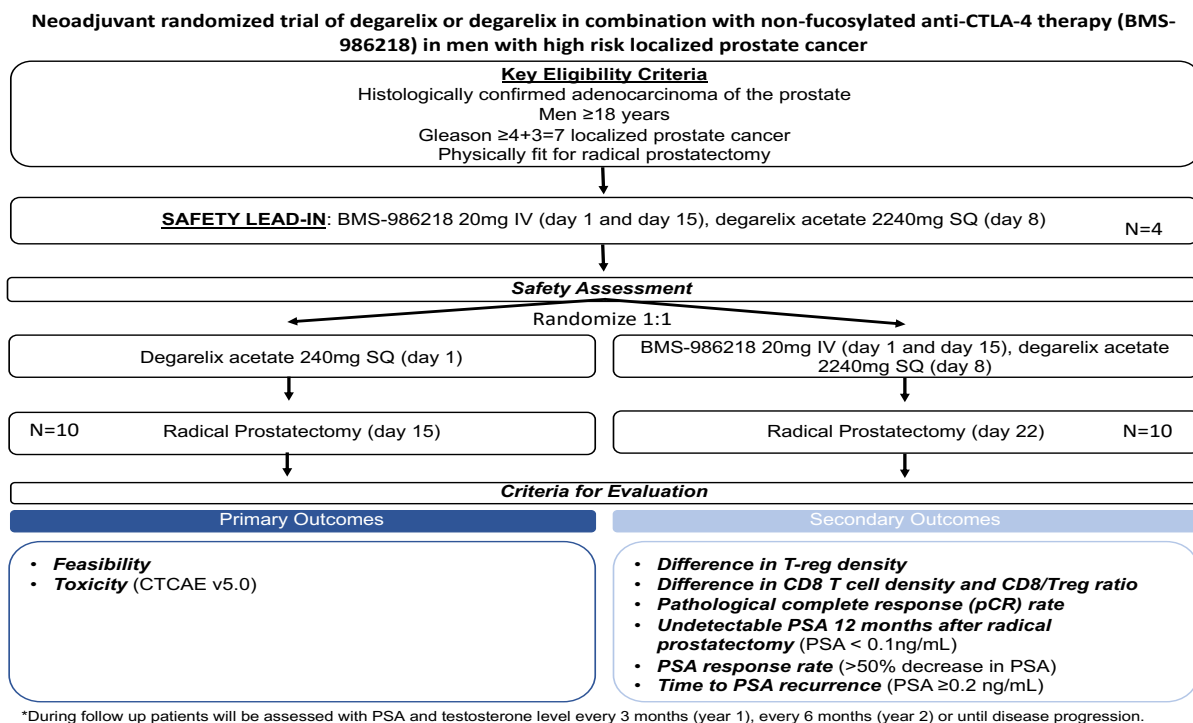 Neoadjuvant randomized trial of degarelix or degarelix in combination with non-fucosylated anti-CTLA-4 therapy (BMS-
986218) in men with high risk localized prostate cancer
Key Eligibility Criteria
Histologically confirmed adenocarcinoma of the prostate
Men ≥18 years
Gleason ≥4+3=7 localized prostate cancer
Physically fit for radical prostatectomy
SAFETY LEAD-IN: BMS-986218 20mg IV (day 1 and day 15), degarelix acetate 2240mg SQ (day 8)
N=4
Safety Assessment
Randomize 1:1
Degarelix acetate 240mg SQ (day 1)
BMS-986218 20mg IV (day 1 and day 15), degarelix acetate
2240mg SQ (day 8)
N=10
Radical Prostatectomy (day 15)
Radical Prostatectomy (day 22)
N=10
Criteria for Evaluation
Primary Outcomes
• Feasibility
• Toxicity (CTCAE v5.0)
Secondary Outcomes
• Difference in T-reg density
• Difference in CD8 T cell density and CD8/Treg ratio
• Pathological complete response (pCR) rate
• Undetectable PSA 12 months after radical
prostatectomy (PSA < 0.1ng/mL)
• PSA response rate (>50% decrease in PSA)
• Time to PSA recurrence (PSA ≥0.2 ng/mL)
*During follow up patients will be assessed with PSA and testosterone level every 3 months (year 1), every 6 months (year 2) or until disease progression.